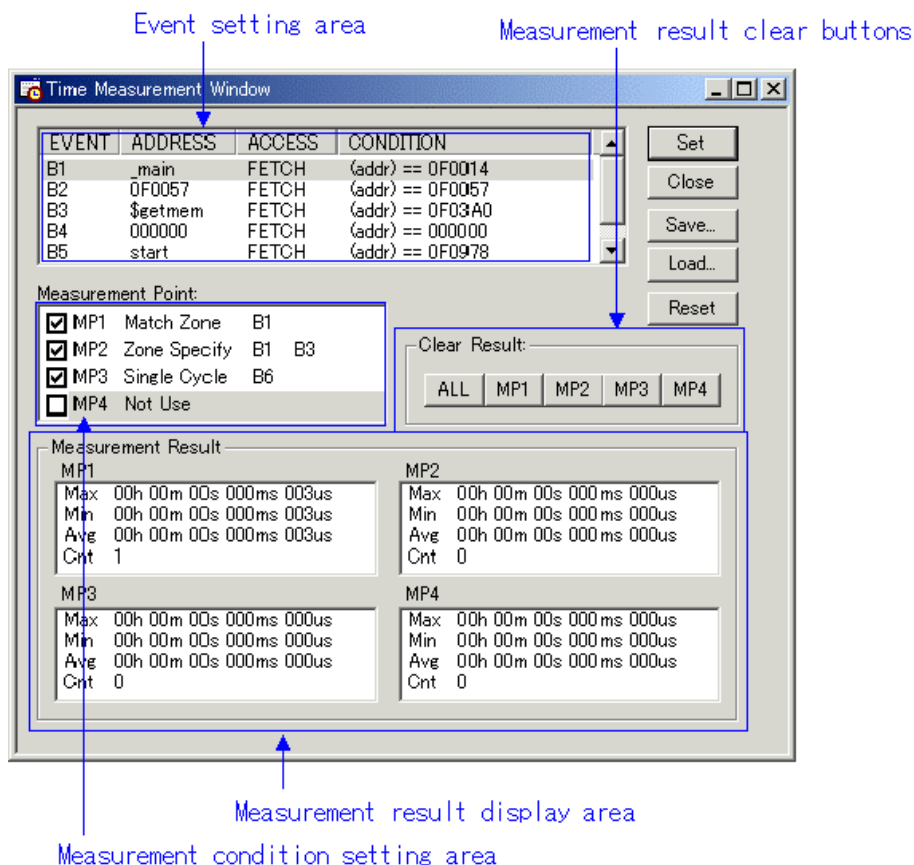 Event setting area
Measurement result clear buttons
Time Measurement Window
EVENT ADDRESS ACCESS CONDITION
B1 _main FETCH (addr) == 0F0014
B2 0F0057 FETCH (addr) == 0F0057
B3 $getmem FETCH (addr) == 0F03A0
B4 000000 FETCH (addr) == 000000
B5 start FETCH (addr) == 0F0978
Set
Close
Save...
Load...
Reset
Measurement Point:
MP1 Match Zone B1
MP2 Zone Specify B1 B3
MP3 Single Cycle B6
MP4 Not Use
Clear Result:
ALL MP1 MP2 MP3 MP4
Measurement Result
MP1
Max 00h 00m 00s 000ms 003us
Min 00h 00m 00s 000ms 003us
Avg 00h 00m 00s 000ms 003us
Cnt 1
MP2
Max 00h 00m 00s 000ms 000us
Min 00h 00m 00s 000ms 000us
Avg 00h 00m 00s 000ms 000us
Cnt 0
MP3
Max 00h 00m 00s 000ms 000us
Min 00h 00m 00s 000ms 000us
Avg 00h 00m 00s 000ms 000us
Cnt 0
MP4
Max 00h 00m 00s 000ms 000us
Min 00h 00m 00s 000ms 000us
Avg 00h 00m 00s 000ms 000us
Cnt 0
Measurement result display area
Measurement condition setting area